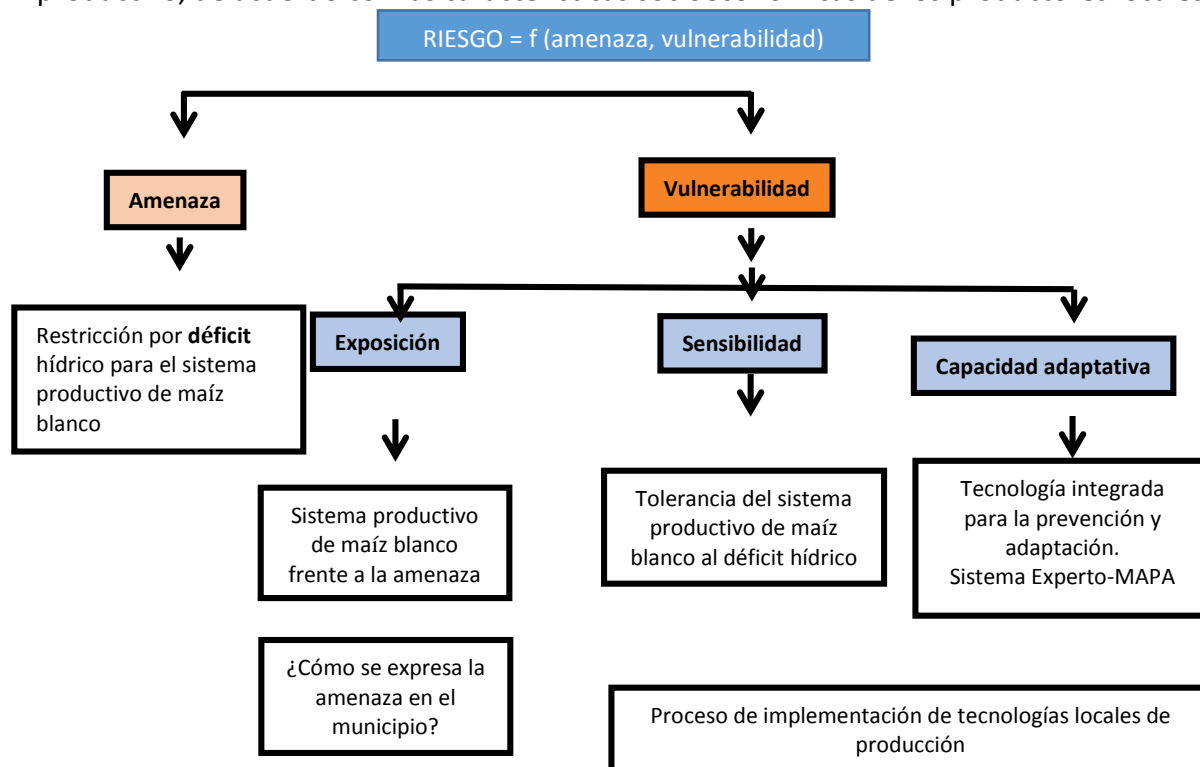 RIESGO = f (amenaza, vulnerabilidad)
Amenaza
Vulnerabilidad
Restricción por déficit
hídrico para el sistema
productivo de maíz
blanco
Exposición
Sensibilidad
Capacidad adaptativa
Sistema productivo
de maíz blanco
frente a la amenaza
Tolerancia del sistema
productivo de maíz
blanco al déficit hídrico
Tecnología integrada
para la prevención y
adaptación.
Sistema Experto-MAPA
¿Cómo se expresa la
amenaza en el
municipio?
Proceso de implementación de tecnologías locales de
producción